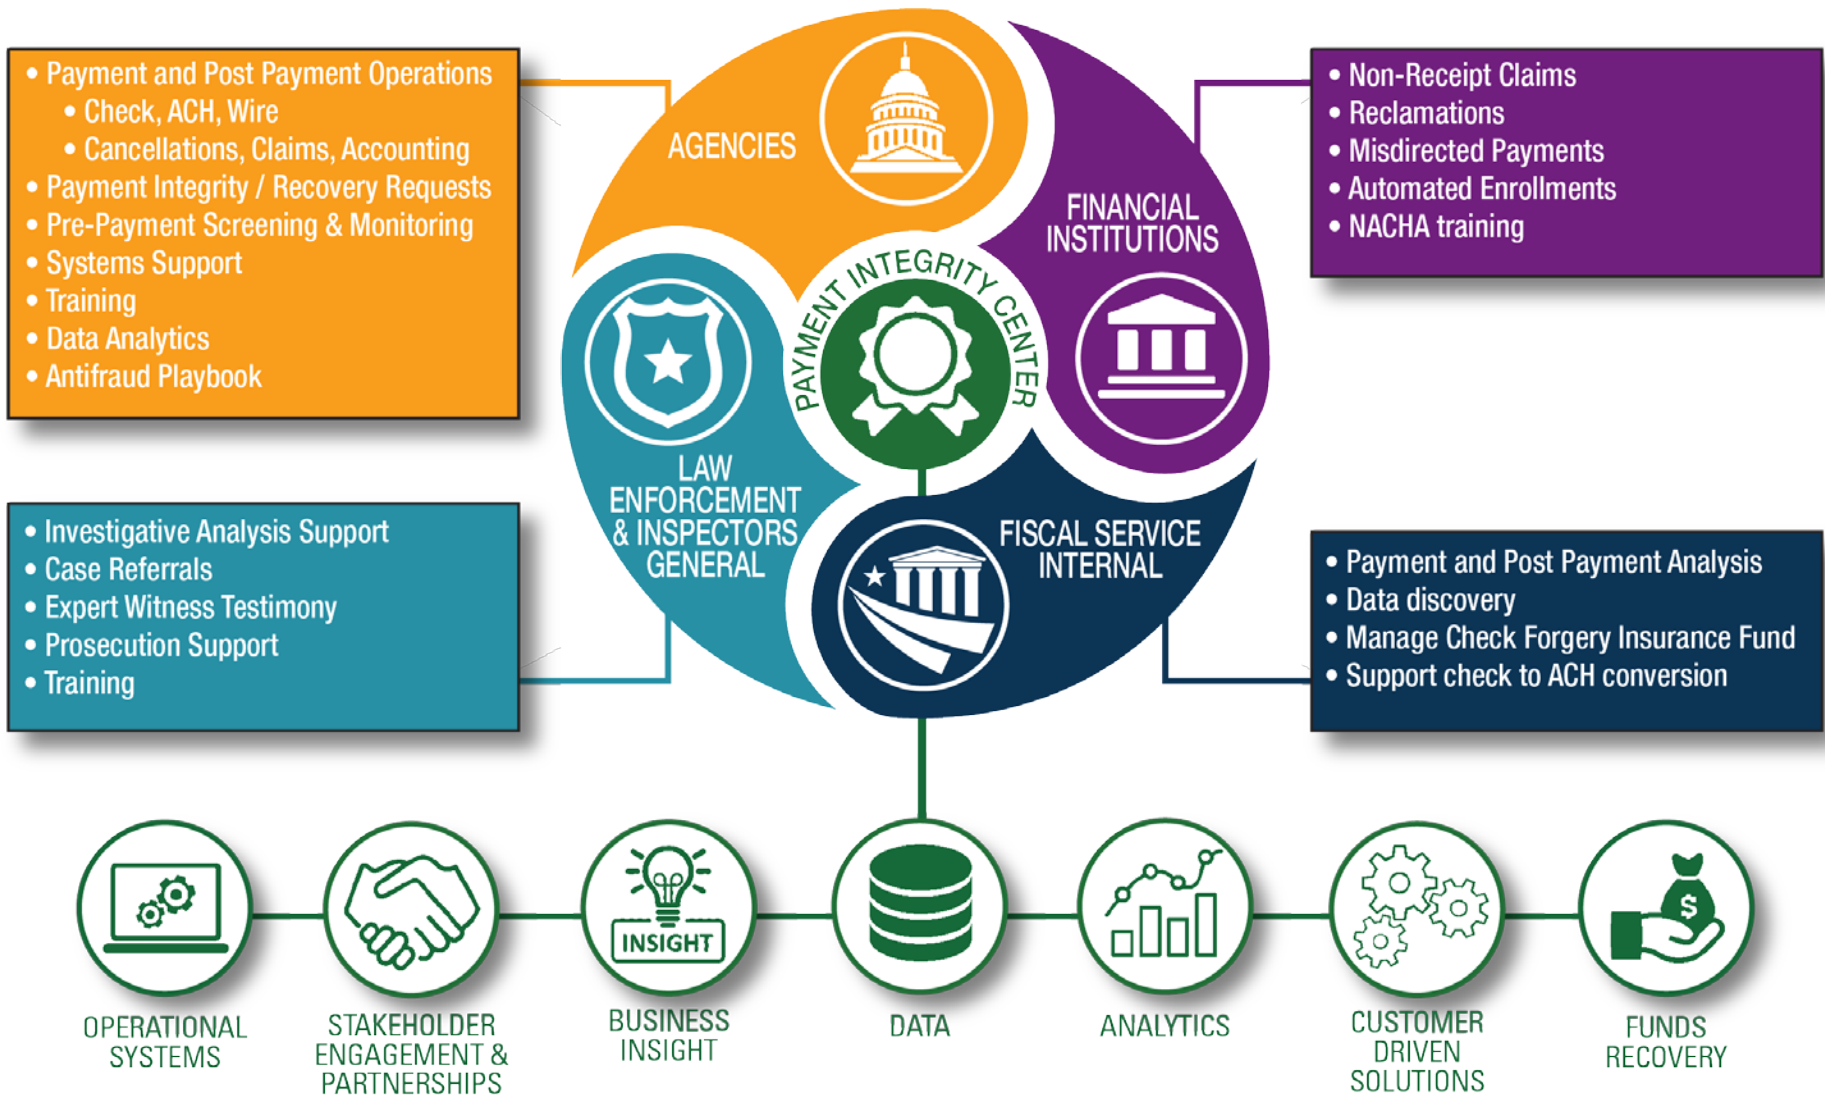 • Payment and Post Payment Operations
• Check, ACH, Wire
• Cancellations, Claims, Accounting
• Payment Integrity / Recovery Requests
• Pre-Payment Screening & Monitoring
• Systems Support
• Training
• Data Analytics
• Antifraud Playbook
AGENCIES
FINANCIAL
INSTITUTIONS
• Non-Receipt Claims
• Reclamations
• Misdirected Payments
• Automated Enrollments
• NACHA training
PAYMENT INTEGRITY CENTER
• Investigative Analysis Support
• Case Referrals
• Expert Witness Testimony
• Prosecution Support
• Training
LAW
ENFORCEMENT
& INSPECTORS
GENERAL
FISCAL SERVICE
INTERNAL
• Payment and Post Payment Analysis
• Data discovery
• Manage Check Forgery Insurance Fund
• Support check to ACH conversion
INSIGHT
$
OPERATIONAL
SYSTEMS
STAKEHOLDER
ENGAGEMENT &
PARTNERSHIPS
BUSINESS
INSIGHT
DATA
ANALYTICS
CUSTOMER
DRIVEN
SOLUTIONS
FUNDS
RECOVERY